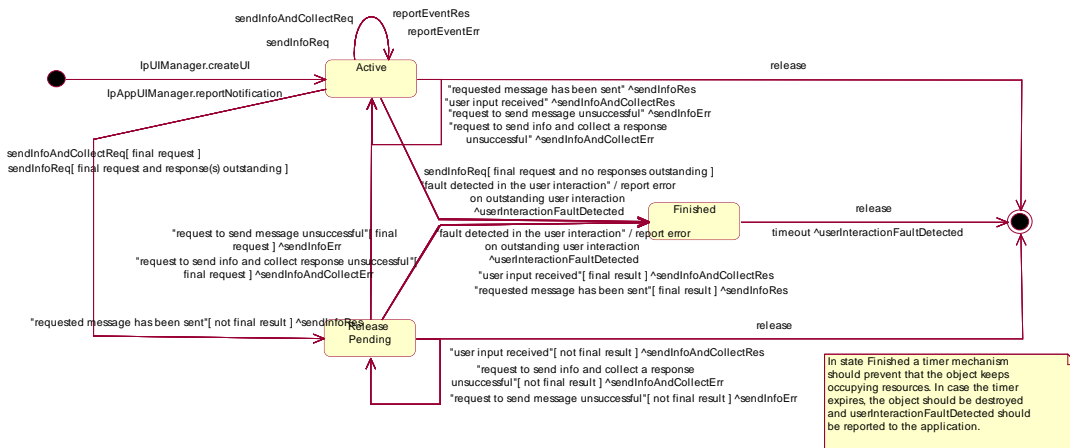 sendInfoAndCollectReq
reportEventRes
reportEventErr
sendInfoReq
IpUIManager.createUI
Active
release
IpAppUIManager.reportNotification
"requested message has been sent" ^sendInfoRes
"user input received" ^sendInfoAndCollectRes
"request to send message unsuccessful" ^sendInfoErr
"request to send info and collect a response
unsuccessful" ^sendInfoAndCollectErr
sendInfoAndCollectReq[ final request ]
sendInfoReq[ final request and response(s) outstanding ]
sendInfoReq[ final request and no responses outstanding ]
"fault detected in the user interaction" / report error
on outstanding user interaction
^userInteractionFaultDetected
Finished
release
timeout ^userInteractionFaultDetected
"request to send message unsuccessful"[ final
request ] ^sendInfoErr
"request to send info and collect response unsuccessful"[
final request ] ^sendInfoAndCollectErr
"fault detected in the user interaction" / report error
on outstanding user interaction
^userInteractionFaultDetected
"user input received"[ final result ] ^sendInfoAndCollectRes
"requested message has been sent"[ final result ] ^sendInfoRes
"requested message has been sent"[ not final result ] ^sendInfoRes
Release
Pending
release
"user input received"[ not final result ] ^sendInfoAndCollectRes
"request to send info and collect a response
unsuccessful"[ not final result ] ^sendInfoAndCollectErr
"request to send message unsuccessful"[ not final result ] ^sendInfoErr
In state Finished a timer mechanism
should prevent that the object keeps
occupying resources. In case the timer
expires, the object should be destroyed
and userInteractionFaultDetected should
be reported to the application.